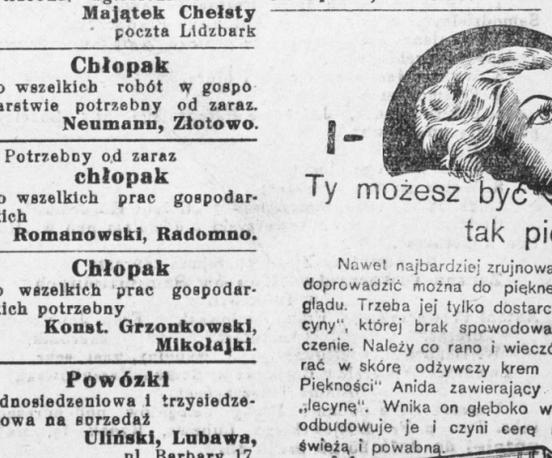 Majątek Chełsty
poczta Lidzbark
Chłopak
o wszelkich robót w gospo
arstwie potrzebny od zaraz.
Neumann, Złotowo.
Potrzebny od zaraz
chłopak
o wszelkich prac gospodar-
ich
Romanowski, Radomno.
Chłopak
o wszelkich prac gospodar-
ich potrzebny
Konst. Grzonkowski,
Mikołajki.
Powózki
dnosiedzeniowa i trzysiedze-
owa na sprzedaż
Uliński, Lubawa,
pl. Barbary 17.
I-
Ty możesz być
tak pię
Nawet najbardziej zrujnowa
doprowadzić można do piękne
glądu. Trzeba jej tylko dostarc
cyny", której brak spowodowa
czenie. Należy co rano i wieczó
rać w skórę odżywczy krem
Piękności" Anida zawierający
„lecynę". Wnika on głęboko w
odbudowuje je i czyni cerę
świeżą i powabną.